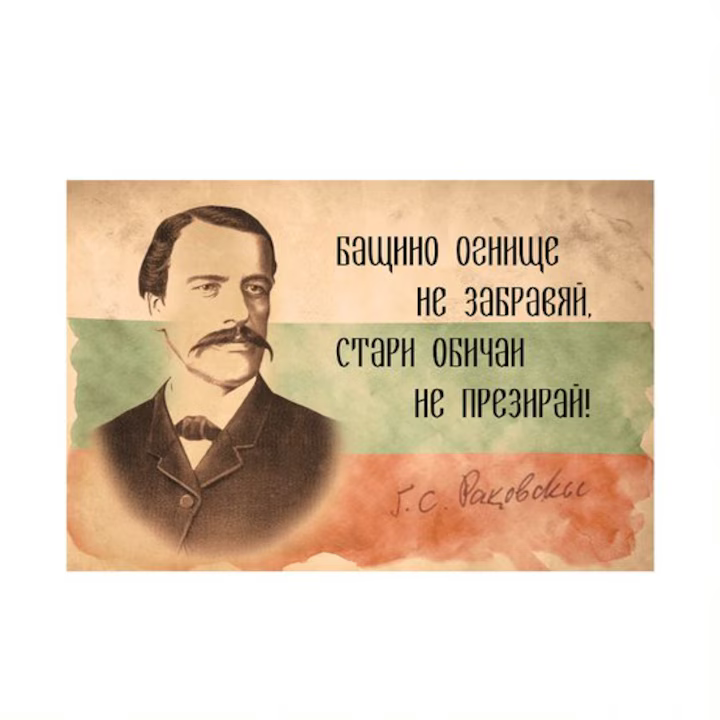 Бащино огнище
не забравяй,
стари обичаи
не презирай!
Г. С. Раковски